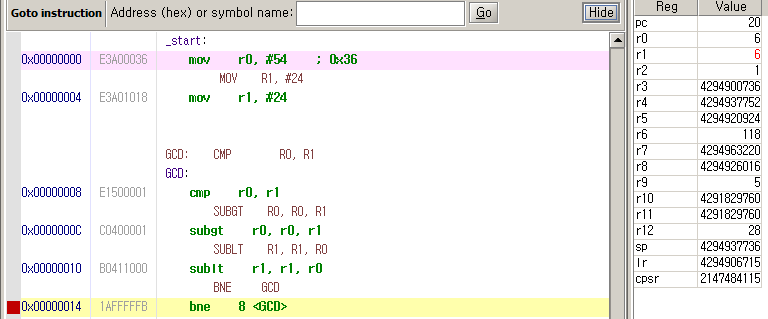 Goto instruction Address (hex) or symbol name: Go Hide
_start:
0x00000000 E3A00036 mov r0, #54 ; 0x36
MOV R1, #24
0x00000004 E3A01018 mov r1, #24
GCD: CMP R0, R1
GCD:
0x00000008 E1500001 cmp r0, r1
SUBGT R0, R0, R1
0x0000000C C0400001 subgt r0, r0, r1
SUBLT R1, R1, R0
0x00000010 B0411000 sublt r1, r1, r0
BNE GCD
0x00000014 1AFFFFFB bne 8 <GCD>
Reg Value
pc 20
r0 6
r1 6
r2 1
r3 4294900736
r4 4294937752
r5 4294920924
r6 118
r7 4294963220
r8 4294926016
r9 5
r10 4291829760
r11 4291829760
r12 28
sp 4294937736
lr 4294906715
cpsr 2147484115